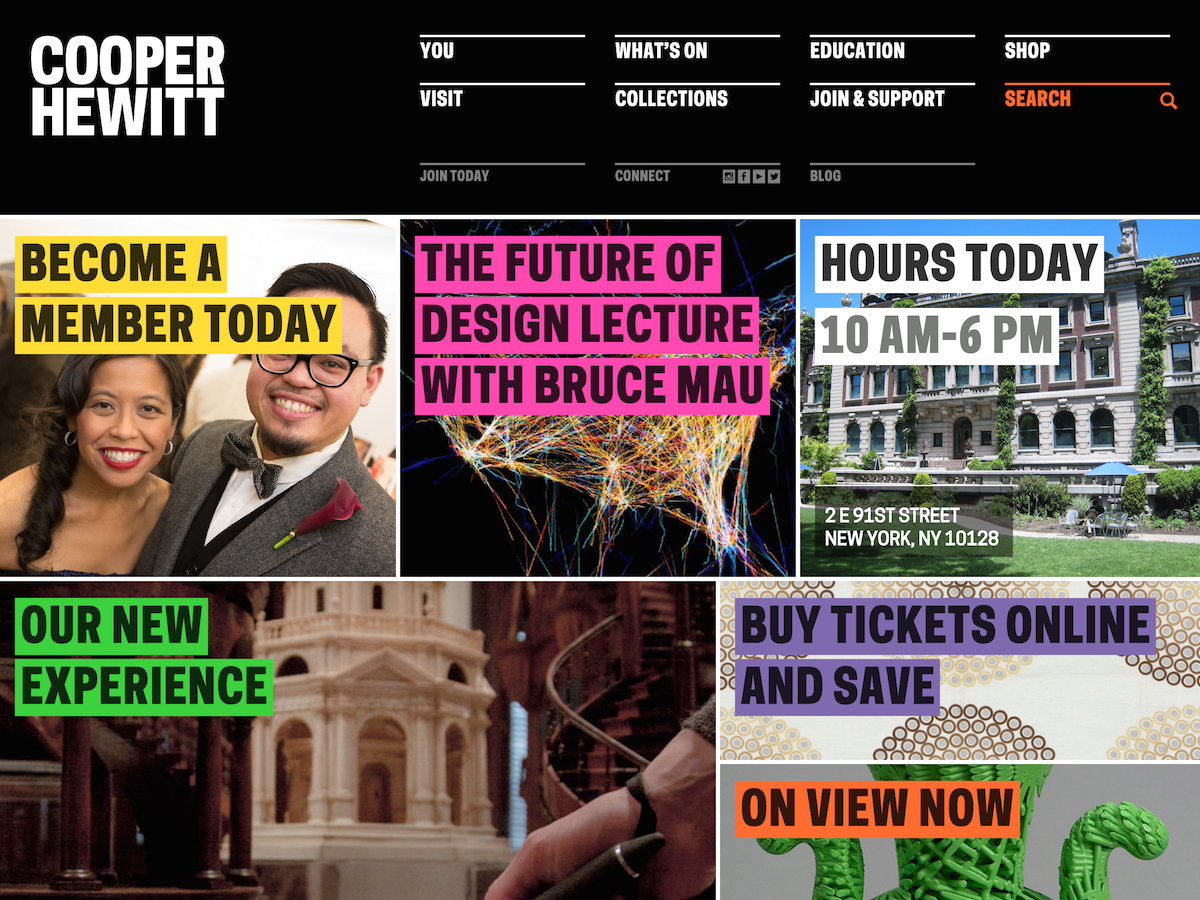 COOPER
HEWITT
YOU
WHAT'S ON
EDUCATION
SHOP
VISIT
COLLECTIONS
JOIN & SUPPORT
SEARCH
JOIN TODAY
CONNECT
BLOG
BECOME A
MEMBER TODAY
THE FUTURE OF
DESIGN LECTURE
WITH BRUCE MAU
HOURS TODAY
10 AM-6 PM
2 E 91ST STREET
NEW YORK, NY 10128
OUR NEW
EXPERIENCE
BUY TICKETS ONLINE
AND SAVE
ON VIEW NOW